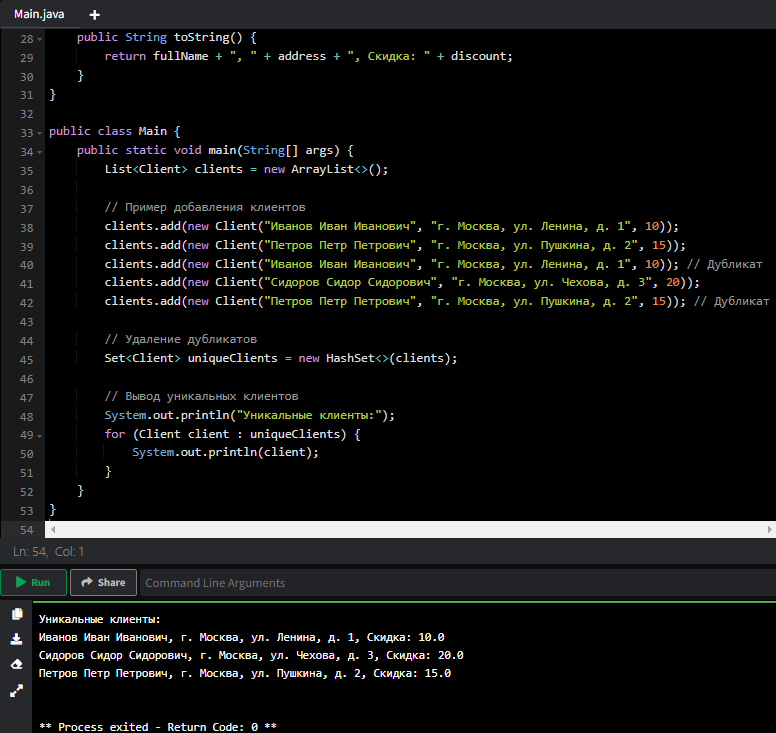 Main.java +
28 public String toString() {
29 return fullName + ", " + address + ", Скидка: " + discount;
30 }
31 }
32
33 public class Main {
34 public static void main(String[] args) {
35 List<Client> clients = new ArrayList<>();
36
37 // Пример добавления клиентов
38 clients.add(new Client("Иванов Иван Иванович", "г. Москва, ул. Ленина, д. 1", 10));
39 clients.add(new Client("Петров Петр Петрович", "г. Москва, ул. Пушкина, д. 2", 15));
40 clients.add(new Client("Иванов Иван Иванович", "г. Москва, ул. Ленина, д. 1", 10)); // Дубликат
41 clients.add(new Client("Сидоров Сидор Сидорович", "г. Москва, ул. Чехова, д. 3", 20));
42 clients.add(new Client("Петров Петр Петрович", "г. Москва, ул. Пушкина, д. 2", 15)); // Дубликат
43
44 // Удаление дубликатов
45 Set<Client> uniqueClients = new HashSet<>(clients);
46
47 // Вывод уникальных клиентов
48 System.out.println("Уникальные клиенты:");
49 for (Client client : uniqueClients) {
50 System.out.println(client);
51 }
52 }
53 }
54
Ln: 54, Col: 1
Run Share Command Line Arguments
Уникальные клиенты:
Иванов Иван Иванович, г. Москва, ул. Ленина, д. 1, Скидка: 10.0
Сидоров Сидор Сидорович, г. Москва, ул. Чехова, д. 3, Скидка: 20.0
Петров Петр Петрович, г. Москва, ул. Пушкина, д. 2, Скидка: 15.0
** Process exited - Return Code: 0 **